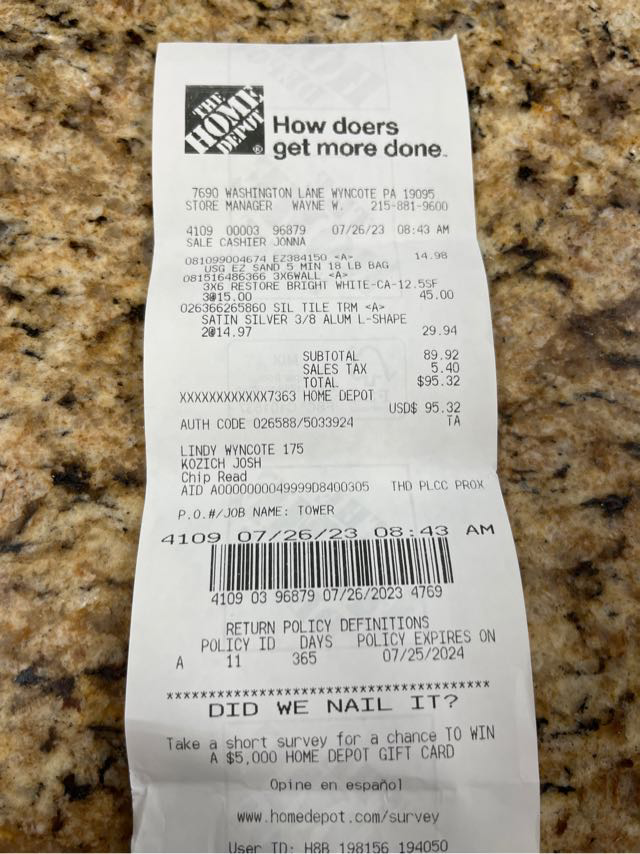 THE
HOME
DEPOT
®
How doers
get more done™
7690 WASHINGTON LANE WYNCOTE PA 19095
STORE MANAGER WAYNE W. 215-881-9600
4109 00003 96879 07/26/23 08:43 AM
SALE CASHIER JONNA
081099004674 EZ384150 <A> 14.98
USG EZ SAND 5 MIN 18 LB BAG
081516486366 3X6WALL <A>
3X6 RESTORE BRIGHT WHITE-CA-12.5SF
3@15.00 45.00
026366265860 SIL TILE TRM <A>
SATIN SILVER 3/8 ALUM L-SHAPE
2@14.97 29.94
SUBTOTAL 89.92
SALES TAX 5.40
TOTAL $95.32
XXXXXXXXXXXX7363 HOME DEPOT
USD$ 95.32
AUTH CODE 026588/5033924 TA
LINDY WYNCOTE 175
KOZICH JOSH
Chip Read
AID A0000000049999D8400305 THD PLCC PROX
P.O.#/JOB NAME: TOWER
4109 07/26/23 08:43 AM
4109 03 96879 07/26/2023 4769
RETURN POLICY DEFINITIONS
POLICY ID DAYS POLICY EXPIRES ON
A 11 365 07/25/2024
**********************************************
DID WE NAIL IT?
Take a short survey for a chance TO WIN
A $5,000 HOME DEPOT GIFT CARD
Opine en español
www.homedepot.com/survey
User ID: H8B 198156 194050